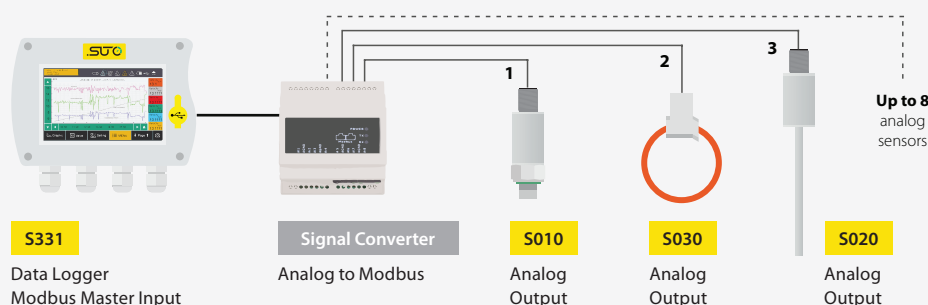 SUTO
1
2
3
Up to 8
analog
sensors
S331
Signal Converter
S010
S030
S020
Data Logger
Modbus Master Input
Analog to Modbus
Analog
Output
Analog
Output
Analog
Output